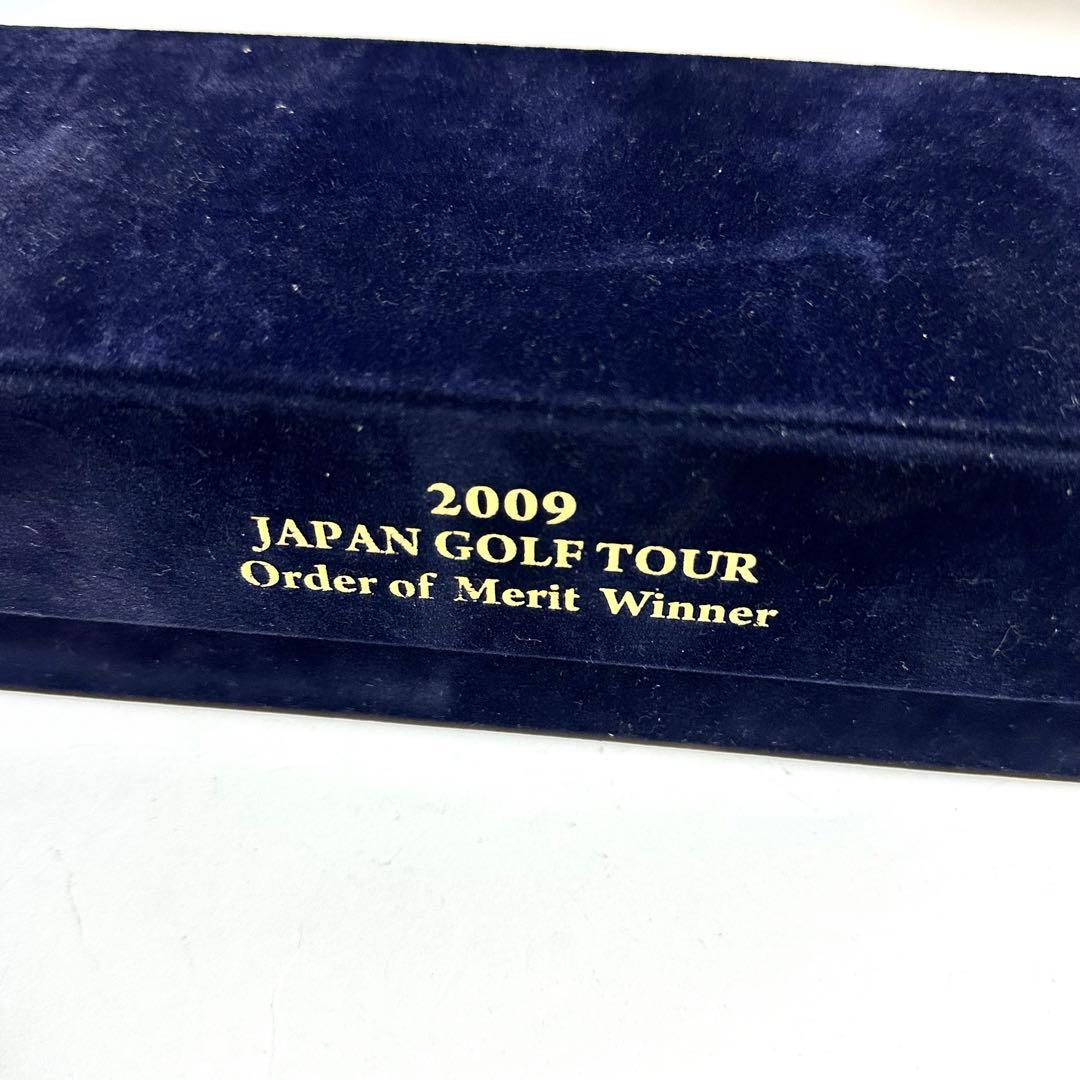 2009
JAPAN GOLF TOUR
Order of Merit Winner